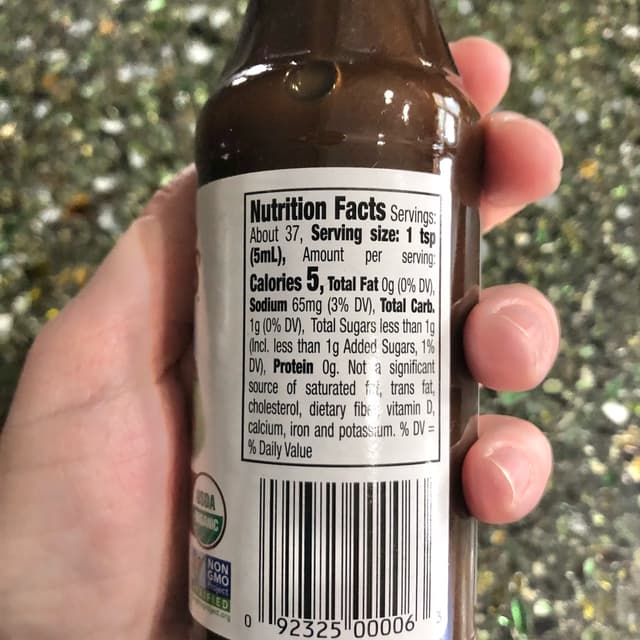 Nutrition Facts Servings:
About 37, Serving size: 1 tsp
(5mL), Amount per serving:
Calories 5, Total Fat 0g (0% DV),
Sodium 65mg (3% DV), Total Carb.
1g (0% DV), Total Sugars less than 1g
(Incl. less than 1g Added Sugars, 1%
DV), Protein 0g. Not a significant
source of saturated fat, trans fat,
cholesterol, dietary fiber, vitamin D,
calcium, iron and potassium. % DV =
% Daily Value
USDA
ORGANIC
NON
GMO
Project
VERIFIED
0 92325 00006 3